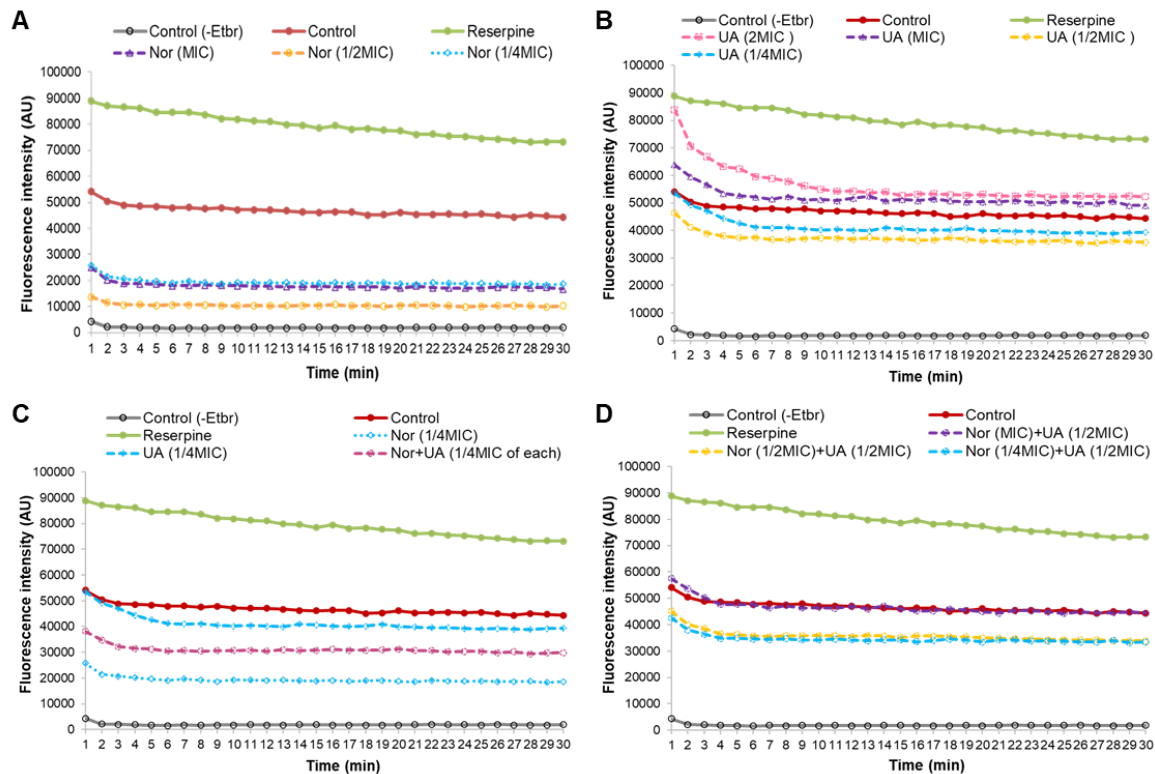 A
Control (-Etbr) Control Reserpine
Nor (MIC) Nor (1/2MIC) Nor (1/4MIC)
Fluorescence intensity (AU)
100000
90000
80000
70000
60000
50000
40000
30000
20000
10000
0
1 2 3 4 5 6 7 8 9 10 11 12 13 14 15 16 17 18 19 20 21 22 23 24 25 26 27 28 29 30
Time (min)
B
Control (-Etbr) Control Reserpine
UA (2MIC ) UA (MIC) UA (1/2MIC )
UA (1/4MIC)
Fluorescence intensity (AU)
100000
90000
80000
70000
60000
50000
40000
30000
20000
10000
0
1 2 3 4 5 6 7 8 9 10 11 12 13 14 15 16 17 18 19 20 21 22 23 24 25 26 27 28 29 30
Time (min)
C
Control (-Etbr) Control
Reserpine Nor (1/4MIC)
UA (1/4MIC) Nor+UA (1/4MIC of each)
Fluorescence intensity (AU)
100000
90000
80000
70000
60000
50000
40000
30000
20000
10000
0
1 2 3 4 5 6 7 8 9 10 11 12 13 14 15 16 17 18 19 20 21 22 23 24 25 26 27 28 29 30
Time (min)
D
Control (-Etbr) Control
Reserpine Nor (MIC)+UA (1/2MIC)
Nor (1/2MIC)+UA (1/2MIC) Nor (1/4MIC)+UA (1/2MIC)
Fluorescence intensity (AU)
100000
90000
80000
70000
60000
50000
40000
30000
20000
10000
0
1 2 3 4 5 6 7 8 9 10 11 12 13 14 15 16 17 18 19 20 21 22 23 24 25 26 27 28 29 30
Time (min)